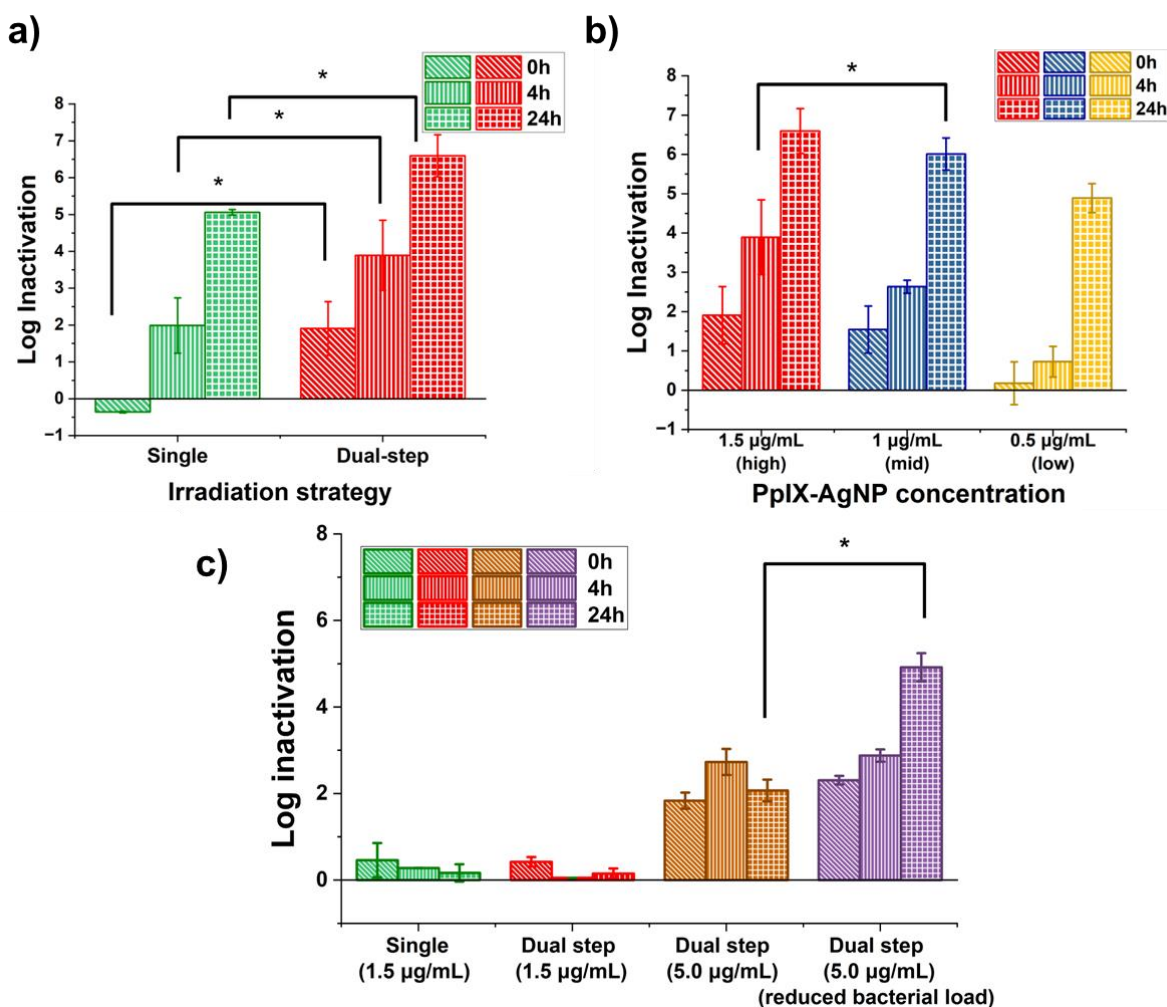 a)
*
*
*
0h
4h
24h
8
7
6
5
4
3
2
1
0
−1
Log Inactivation
Single
Dual-step
Irradiation strategy
b)
*
0h
4h
24h
8
7
6
5
4
3
2
1
0
−1
Log Inactivation
1.5 µg/mL
(high)
1 µg/mL
(mid)
0.5 µg/mL
(low)
PpIX-AgNP concentration
c)
*
0h
4h
24h
8
6
4
2
0
Log inactivation
Single
(1.5 µg/mL)
Dual step
(1.5 µg/mL)
Dual step
(5.0 µg/mL)
Dual step
(5.0 µg/mL)
(reduced bacterial load)